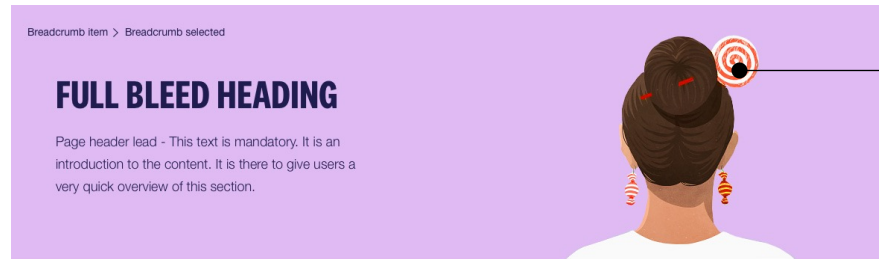 Breadcrumb item > Breadcrumb selected
FULL BLEED HEADING
Page header lead - This text is mandatory. It is an
introduction to the content. It is there to give users a
very quick overview of this section.